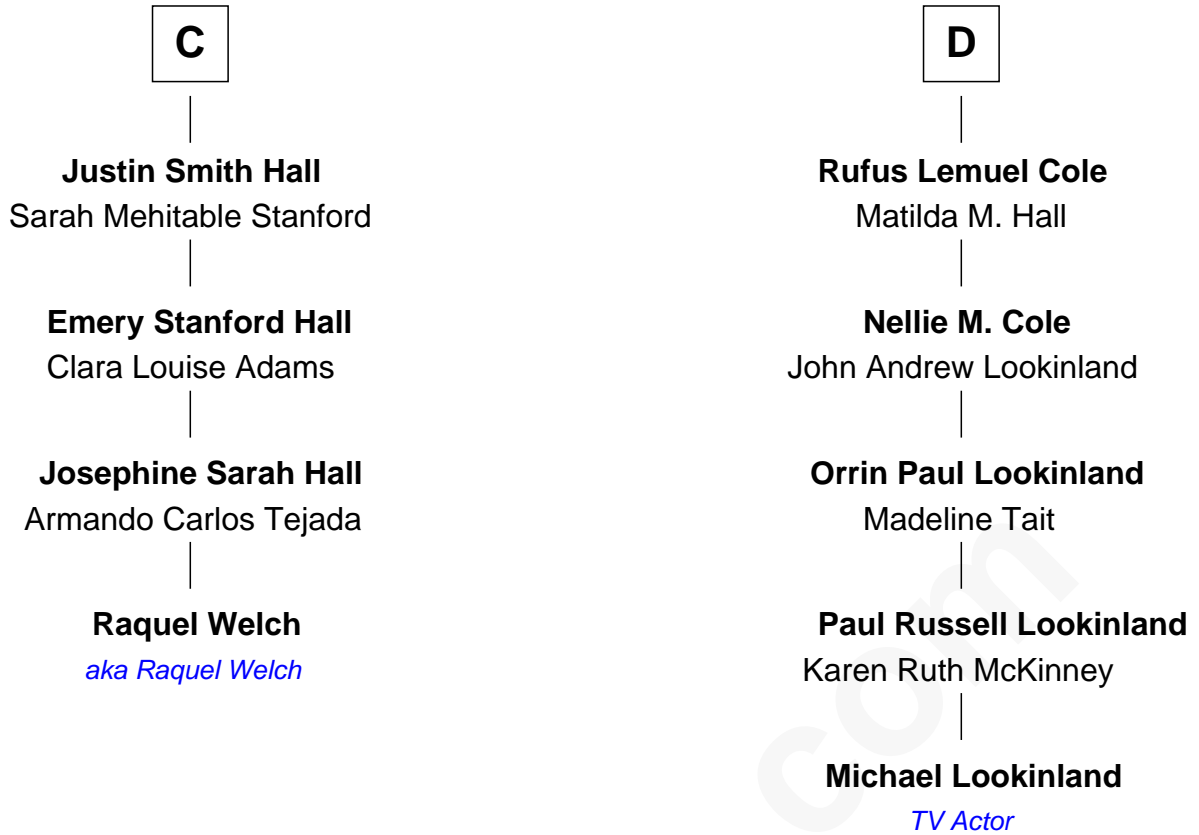 C
Justin Smith Hall
Sarah Mehitable Stanford
Emery Stanford Hall
Clara Louise Adams
Josephine Sarah Hall
Armando Carlos Tejada
Raquel Welch
aka Raquel Welch
D
Rufus Lemuel Cole
Matilda M. Hall
Nellie M. Cole
John Andrew Lookinland
Orrin Paul Lookinland
Madeline Tait
Paul Russell Lookinland
Karen Ruth McKinney
Michael Lookinland
TV Actor
com